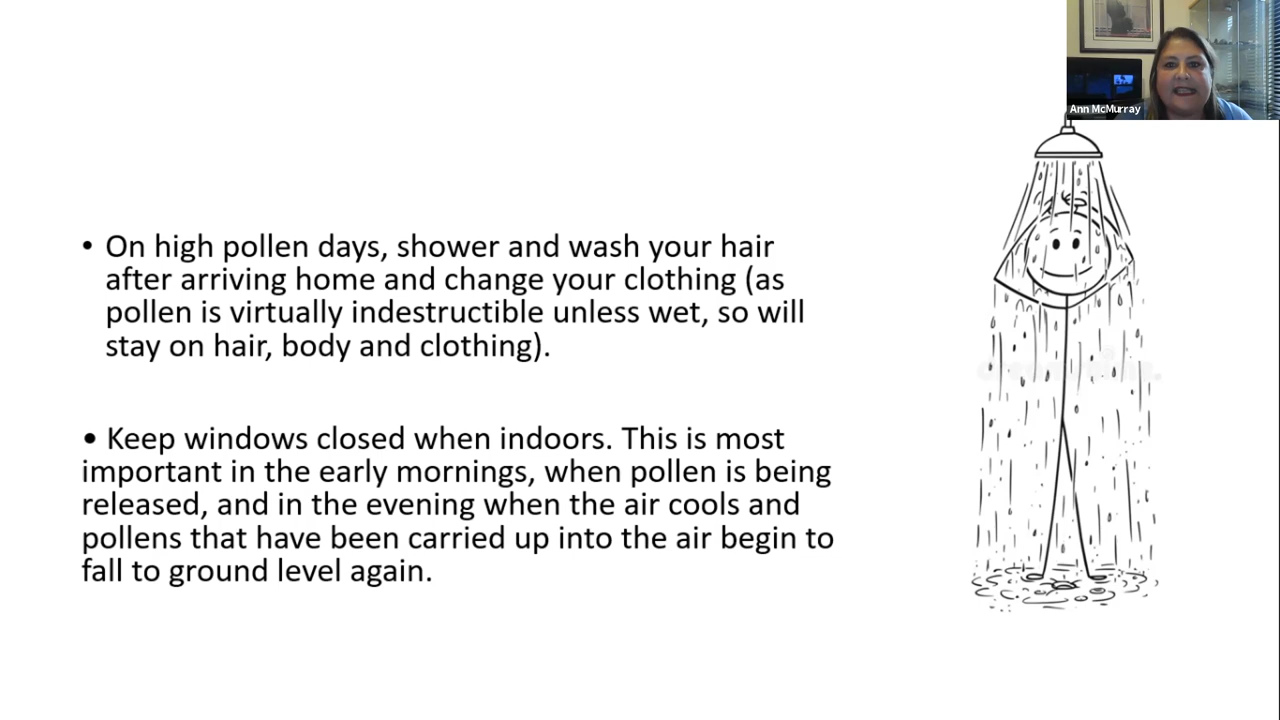 Ann McMurray
• On high pollen days, shower and wash your hair
after arriving home and change your clothing (as
pollen is virtually indestructible unless wet, so will
stay on hair, body and clothing).
• Keep windows closed when indoors. This is most
important in the early mornings, when pollen is being
released, and in the evening when the air cools and
pollens that have been carried up into the air begin to
fall to ground level again.